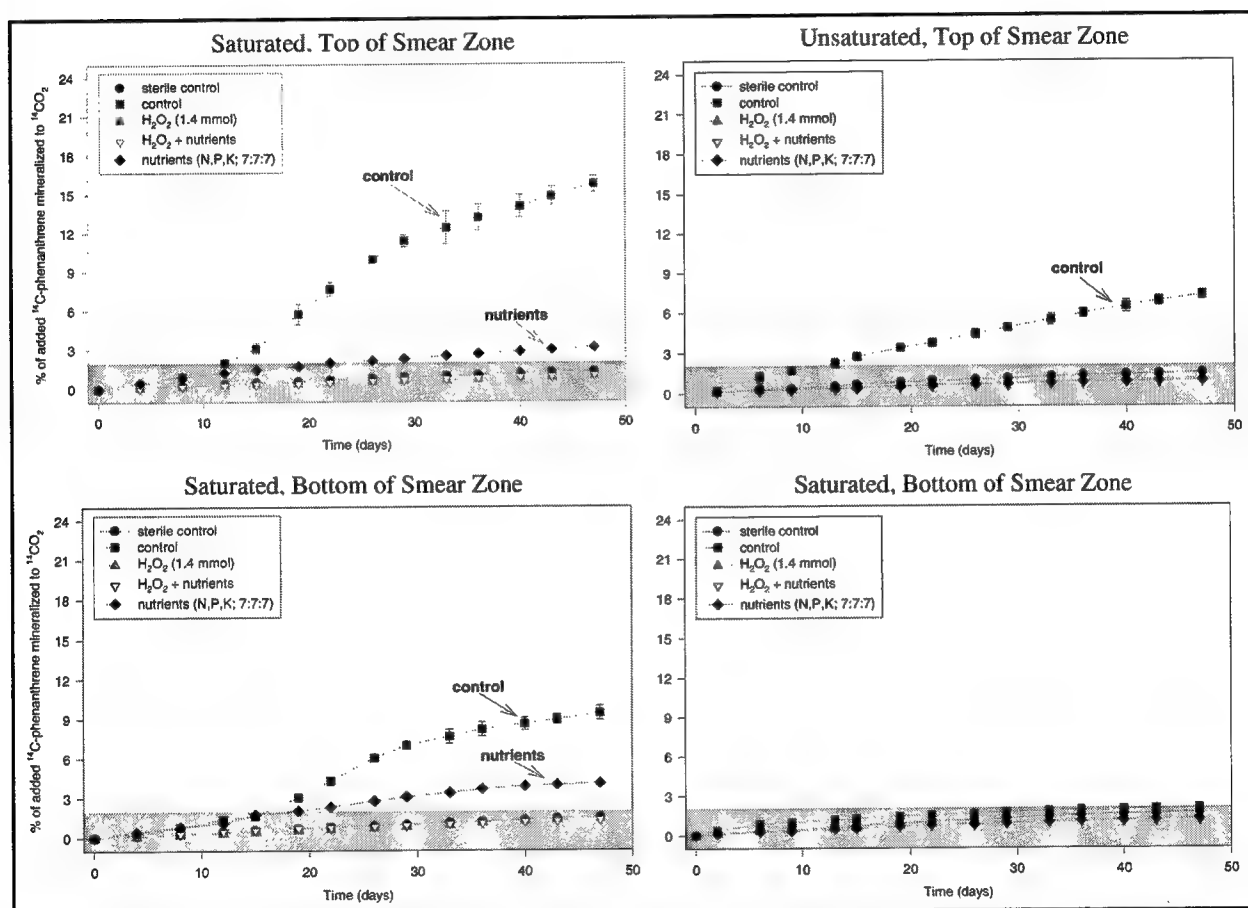 Saturated, Top of Smear Zone
% of added ¹⁴C-phenanthrene mineralized to ¹⁴CO₂
24
21
18
15
12
9
6
3
0
sterile control
control
H₂O₂ (1.4 mmol)
H₂O₂ + nutrients
nutrients (N,P,K; 7:7:7)
control
nutrients
0 10 20 30 40 50
Time (days)
Unsaturated, Top of Smear Zone
24
21
18
15
12
9
6
3
0
sterile control
control
H₂O₂ (1.4 mmol)
H₂O₂ + nutrients
nutrients (N,P,K; 7:7:7)
control
0 10 20 30 40 50
Time (days)
Saturated, Bottom of Smear Zone
% of added ¹⁴C-phenanthrene mineralized to ¹⁴CO₂
24
21
18
15
12
9
6
3
0
sterile control
control
H₂O₂ (1.4 mmol)
H₂O₂ + nutrients
nutrients (N,P,K; 7:7:7)
control
nutrients
0 10 20 30 40 50
Time (days)
Saturated, Bottom of Smear Zone
24
21
18
15
12
9
6
3
0
sterile control
control
H₂O₂ (1.4 mmol)
H₂O₂ + nutrients
nutrients (N,P,K; 7:7:7)
0 10 20 30 40 50
Time (days)